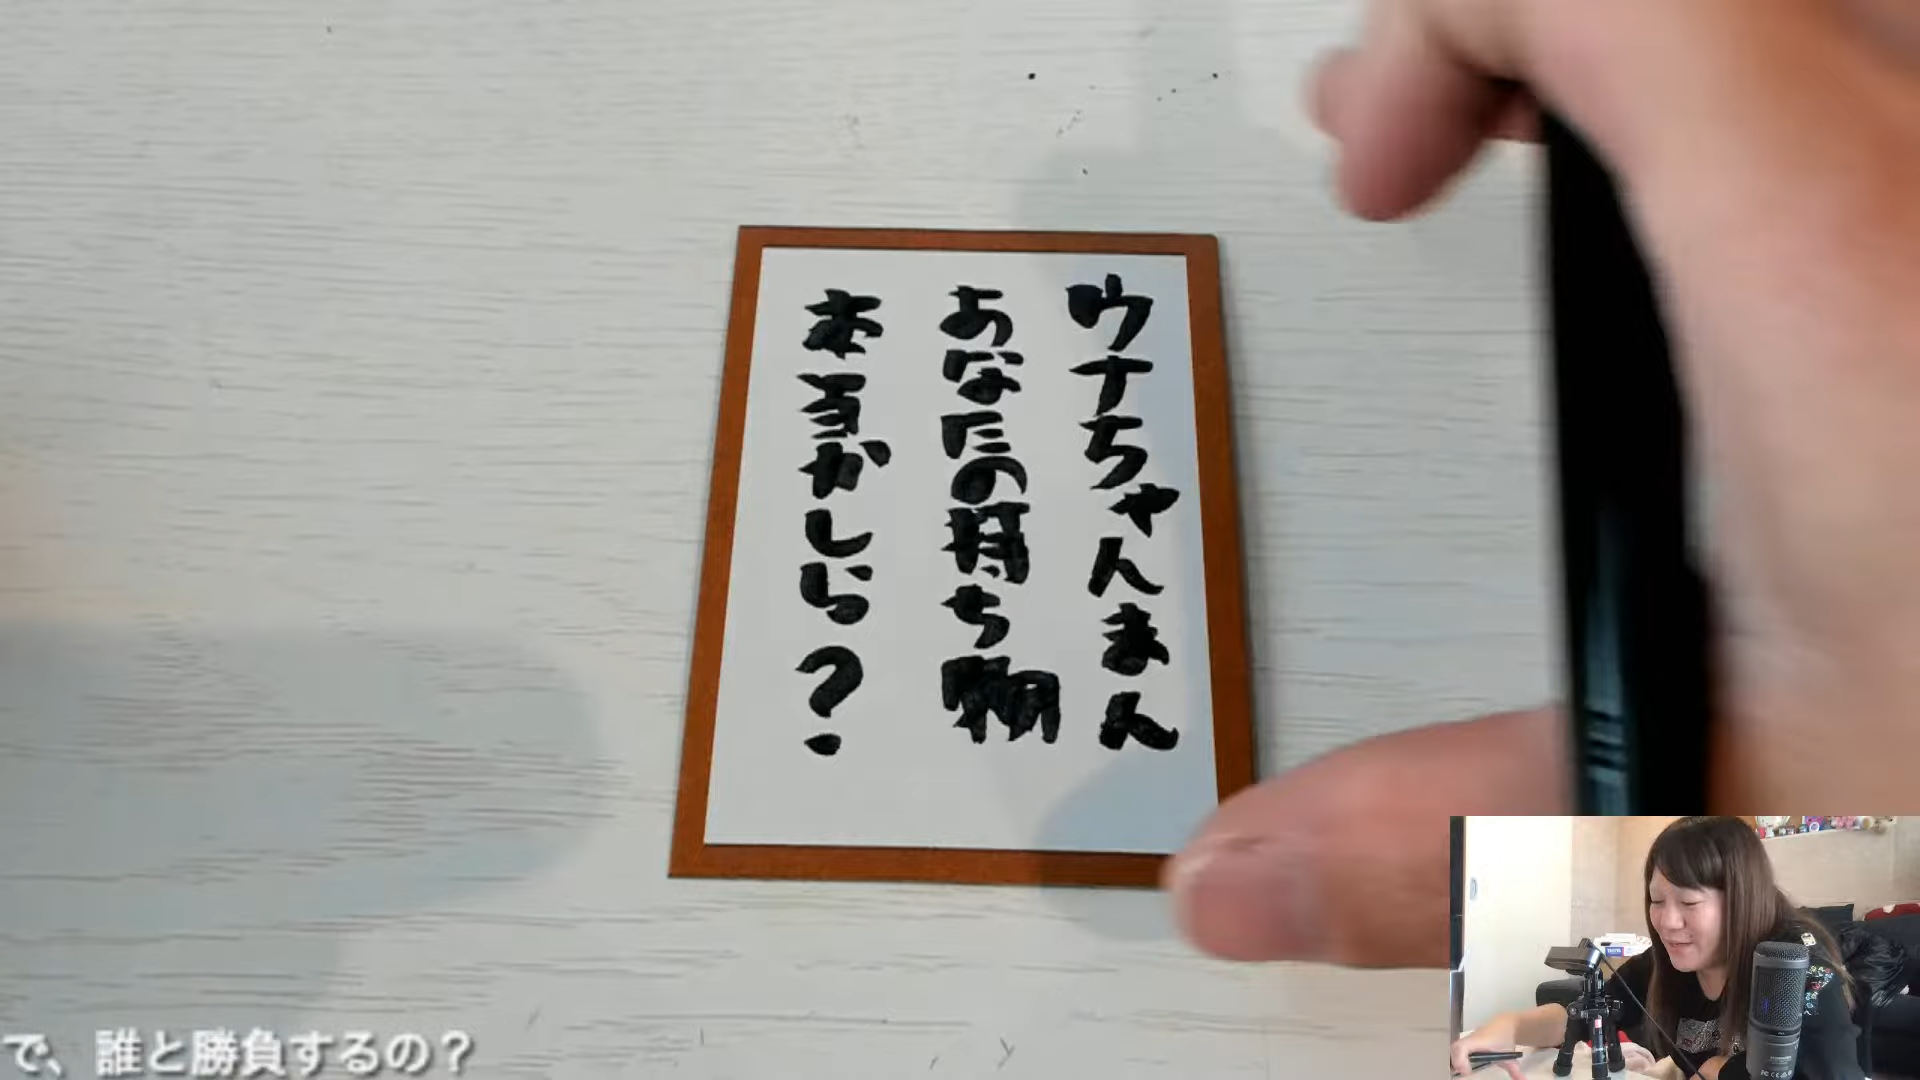 ウナちゃんまん
あなたの持ち物
本当かしら?
で、誰と勝負するの?